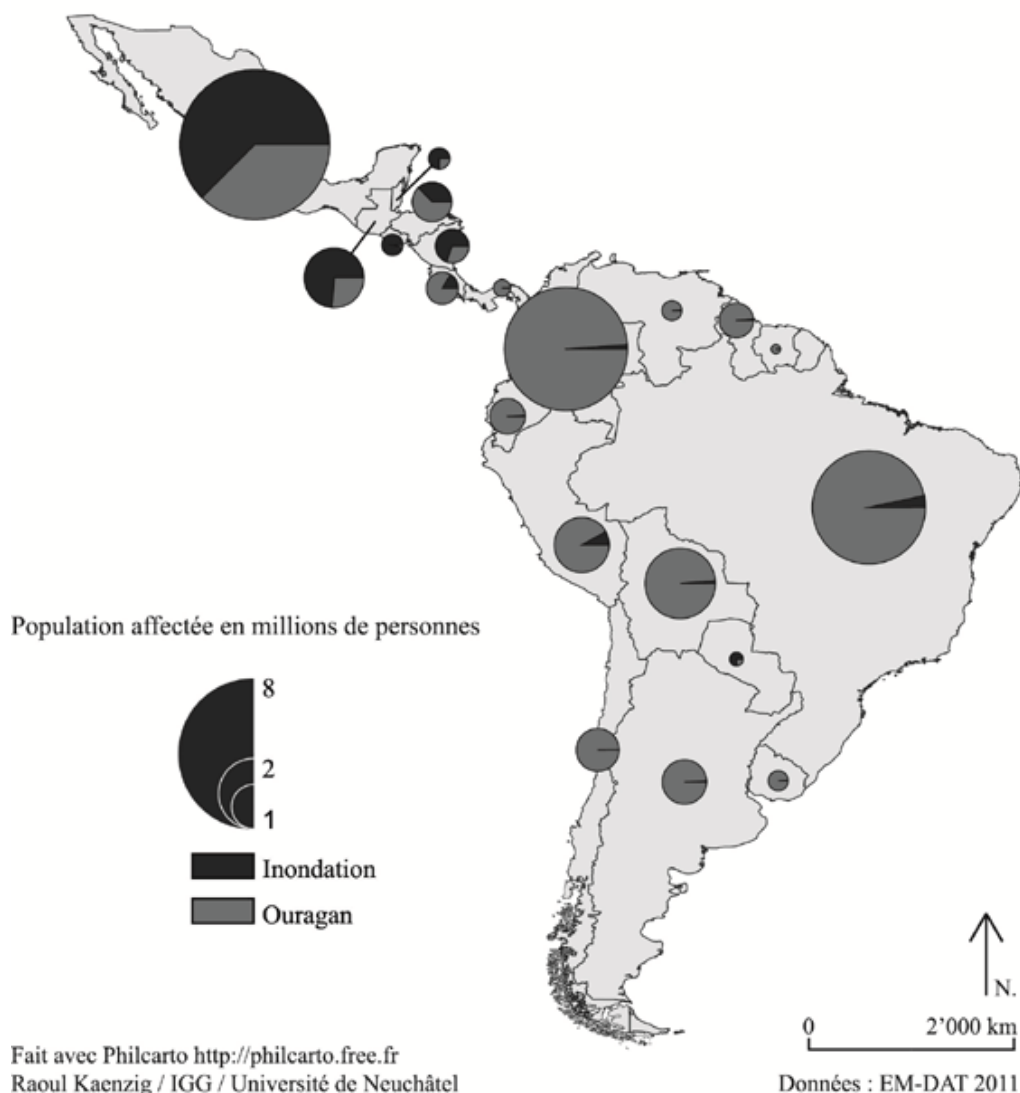 Population affectée en millions de personnes
8
2
1
Inondation
Ouragan
N.
0 2'000 km
Fait avec Philcarto http://philcarto.free.fr
Raoul Kaenzig / IGG / Université de Neuchâtel
Données : EM-DAT 2011